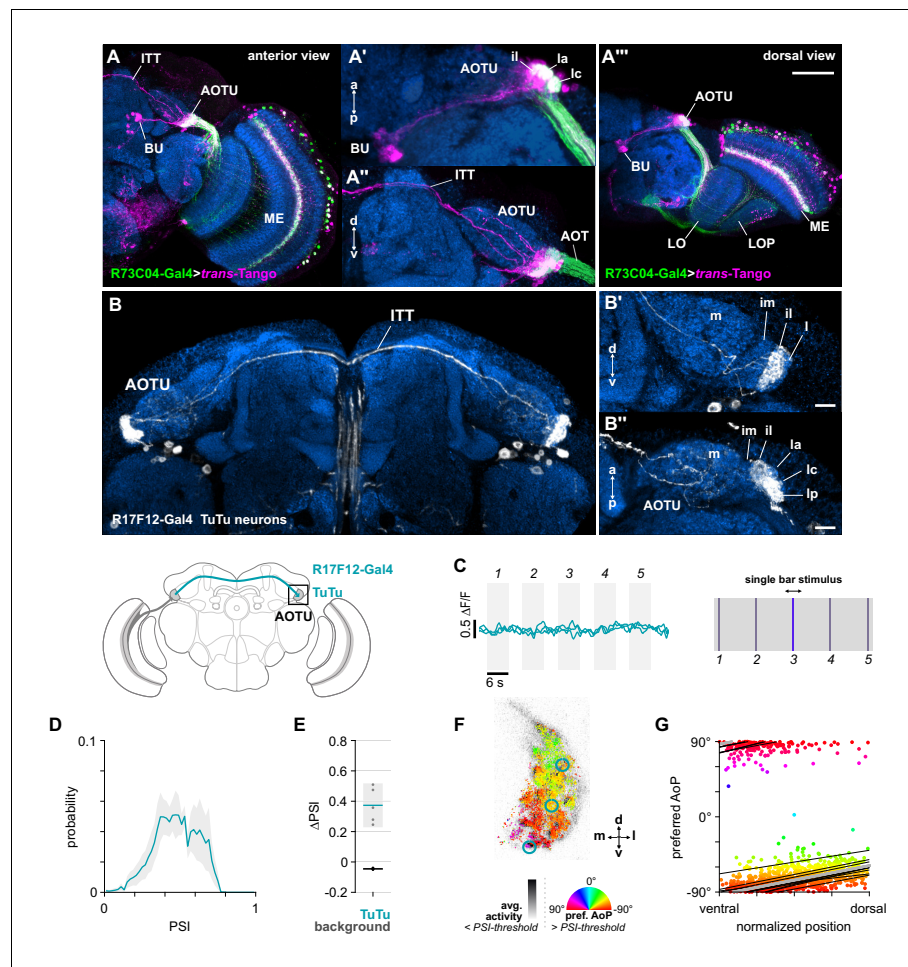 A
anterior view
ITT
AOTU
BU
ME
R73C04-Gal4>trans-Tango
A'
AOTU
il
la
lc
a
p
BU
A''
ITT
AOTU
AOT
d
v
A'''
dorsal view
AOTU
BU
LO
LOP
ME
R73C04-Gal4>trans-Tango
B
ITT
AOTU
R17F12-Gal4 TuTu neurons
B'
m
im
il
l
d
v
B''
m
im
il
la
lc
lp
a
p
AOTU
R17F12-Gal4
TuTu
AOTU
C
1 2 3 4 5
0.5 ΔF/F
6 s
single bar stimulus
1 2 3 4 5
D
0.1
probability
0
0 1
PSI
E
0.8
0.6
0.4
0.2
0
-0.2
ΔPSI
TuTu
background
F
d
m l
v
avg.
activity
< PSI-threshold
0°
90° -90°
pref. AoP
> PSI-threshold
G
90°
0°
-90°
preferred AoP
ventral dorsal
normalized position